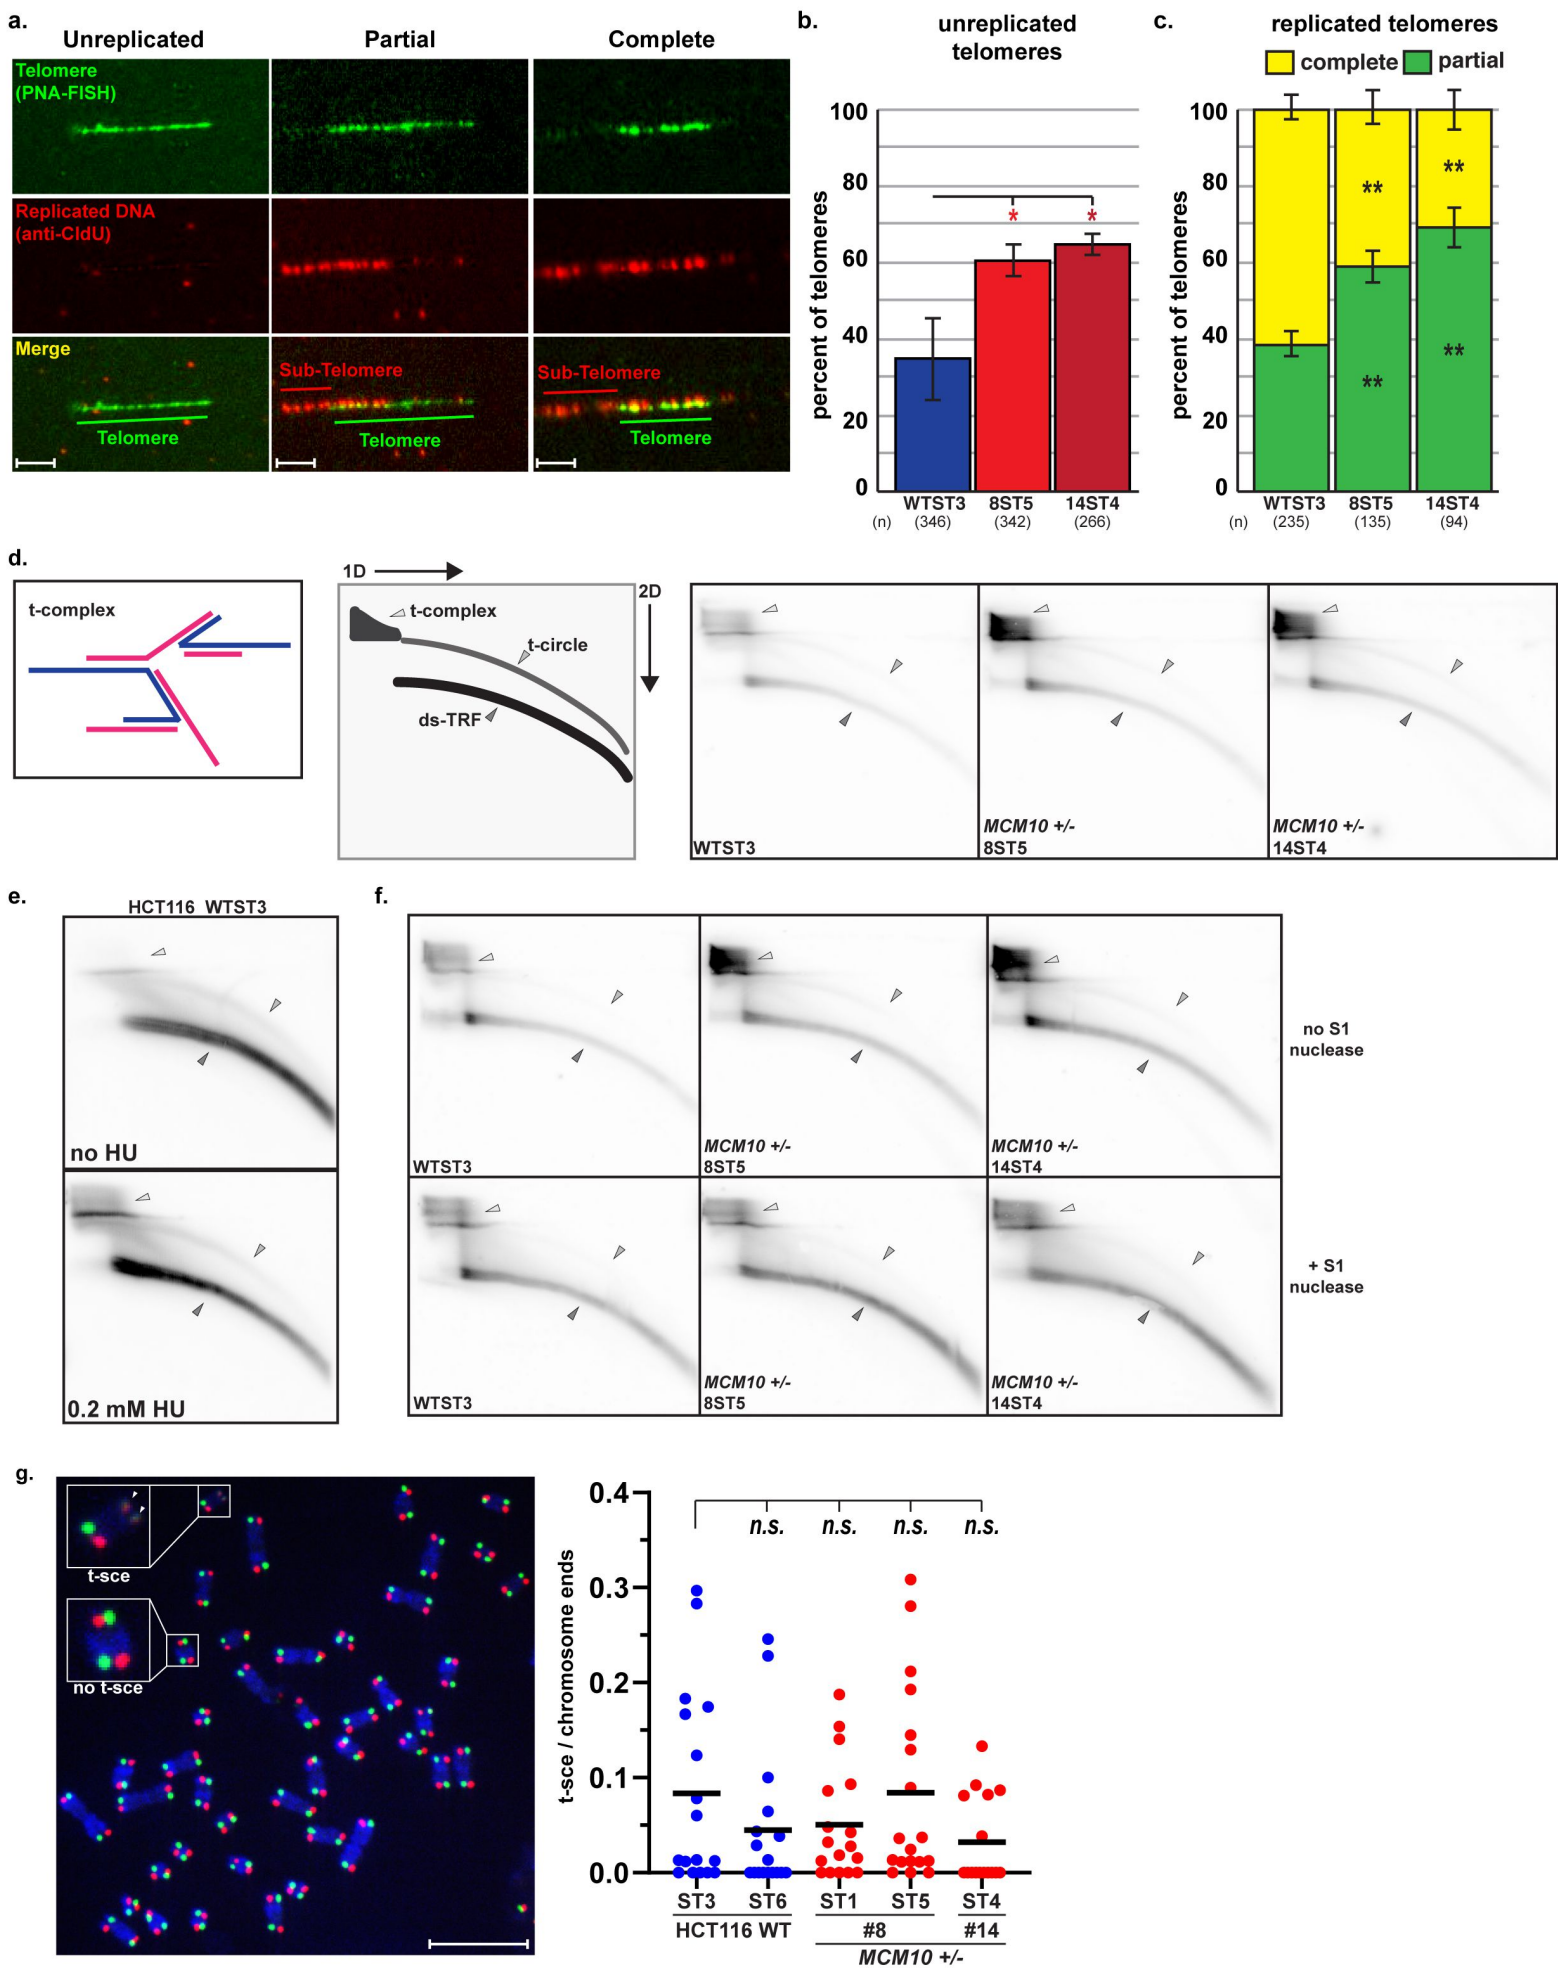 a.
Unreplicated
Partial
Complete
Telomere
(PNA-FISH)
Replicated DNA
(anti-CldU)
Merge
Telomere
Sub-Telomere
Telomere
Sub-Telomere
Telomere
b.
unreplicated
telomeres
percent of telomeres
100
80
60
40
20
0
* *
WTST3 8ST5 14ST4
(n) (346) (342) (266)
c.
replicated telomeres
complete partial
percent of telomeres
100
80
60
40
20
0
** **
** **
WTST3 8ST5 14ST4
(n) (235) (135) (94)
d.
t-complex
1D
2D
t-complex
t-circle
ds-TRF
WTST3
MCM10 +/-
8ST5
MCM10 +/-
14ST4
e.
HCT116 WTST3
no HU
0.2 mM HU
f.
WTST3
MCM10 +/-
8ST5
MCM10 +/-
14ST4
no S1
nuclease
WTST3
MCM10 +/-
8ST5
MCM10 +/-
14ST4
+ S1
nuclease
g.
t-sce
no t-sce
t-sce / chromosome ends
0.4
0.3
0.2
0.1
0.0
n.s. n.s. n.s. n.s.
ST3 ST6 ST1 ST5 ST4
HCT116 WT #8 #14
MCM10 +/-